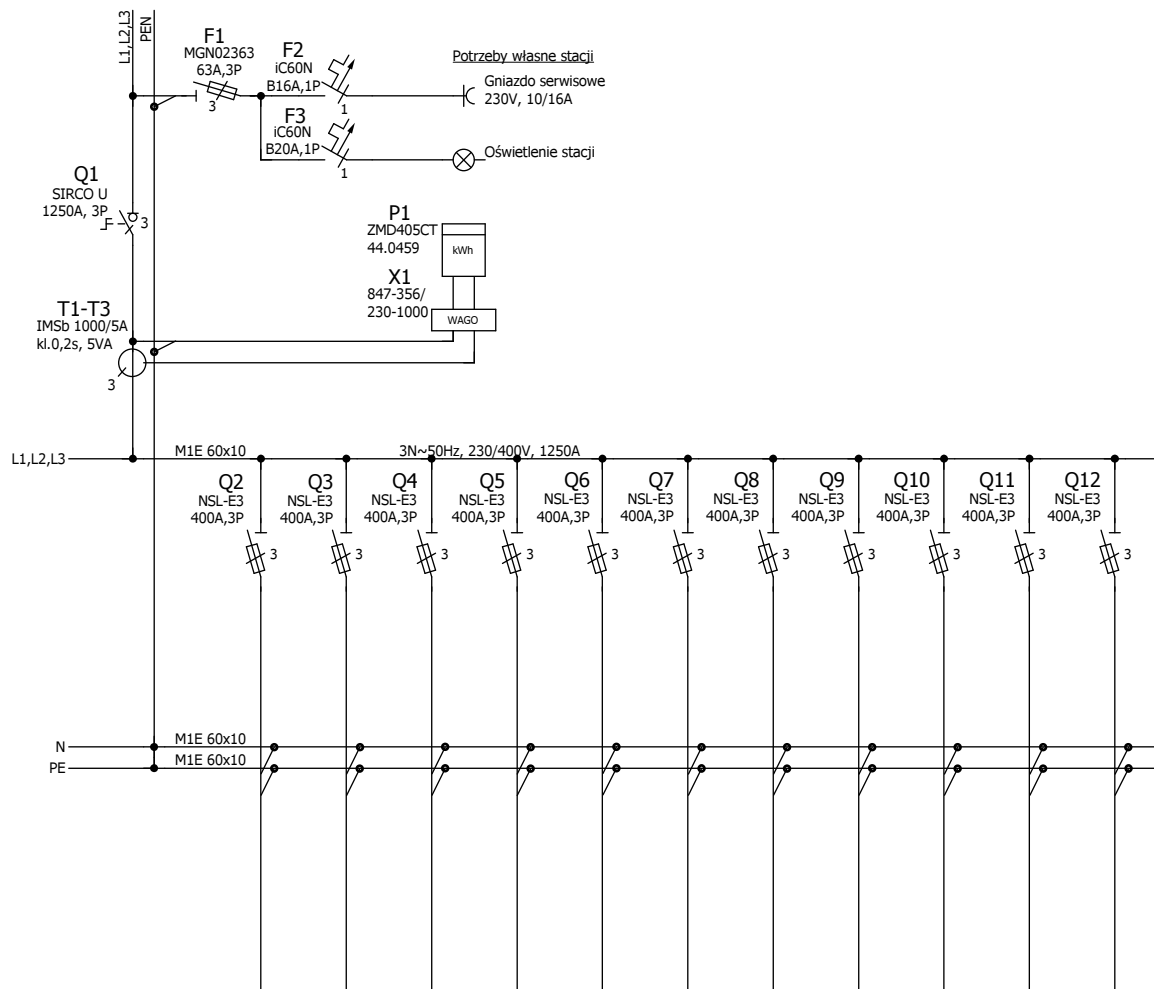 L1,L2,L3
PEN
F1
MGN02363
63A,3P
3
F2
iC60N
B16A,1P
1
Potrzeby własne stacji
Gniazdo serwisowe
230V, 10/16A
F3
iC60N
B20A,1P
1
Oświetlenie stacji
Q1
SIRCO U
1250A, 3P
3
P1
ZMD405CT
44.0459
kWh
X1
847-356/
230-1000
WAGO
T1-T3
IMSb 1000/5A
kl.0,2s, 5VA
3
L1,L2,L3
M1E 60x10
3N~50Hz, 230/400V, 1250A
Q2
NSL-E3
400A,3P
3
Q3
NSL-E3
400A,3P
3
Q4
NSL-E3
400A,3P
3
Q5
NSL-E3
400A,3P
3
Q6
NSL-E3
400A,3P
3
Q7
NSL-E3
400A,3P
3
Q8
NSL-E3
400A,3P
3
Q9
NSL-E3
400A,3P
3
Q10
NSL-E3
400A,3P
3
Q11
NSL-E3
400A,3P
3
Q12
NSL-E3
400A,3P
3
N
M1E 60x10
PE
M1E 60x10